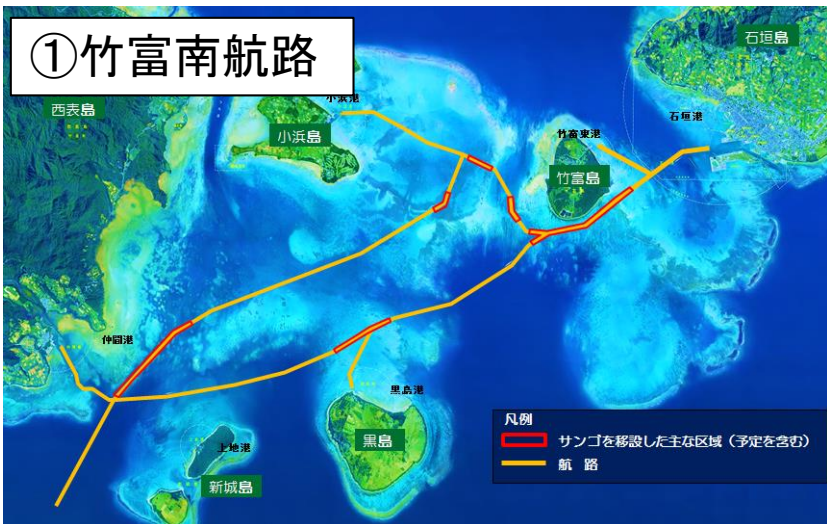 ①竹富南航路
石垣島
西表島
小浜港
石垣港
小浜島
竹富東港
竹富島
仲間港
黒島港
黒島
上地港
新城島
凡例
サンゴを移設した主な区域（予定を含む）
航 路